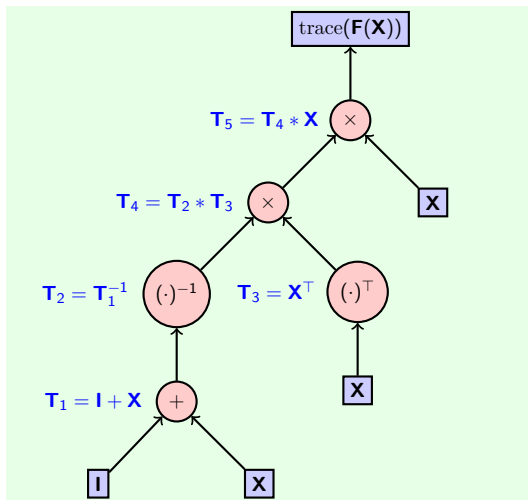 trace(F(X))
T₅ = T₄ ∗ X
×
X
T₄ = T₂ ∗ T₃
×
T₂ = T₁⁻¹
(·)⁻¹
T₃ = X⊤
(·)⊤
X
T₁ = I + X
+
I
X